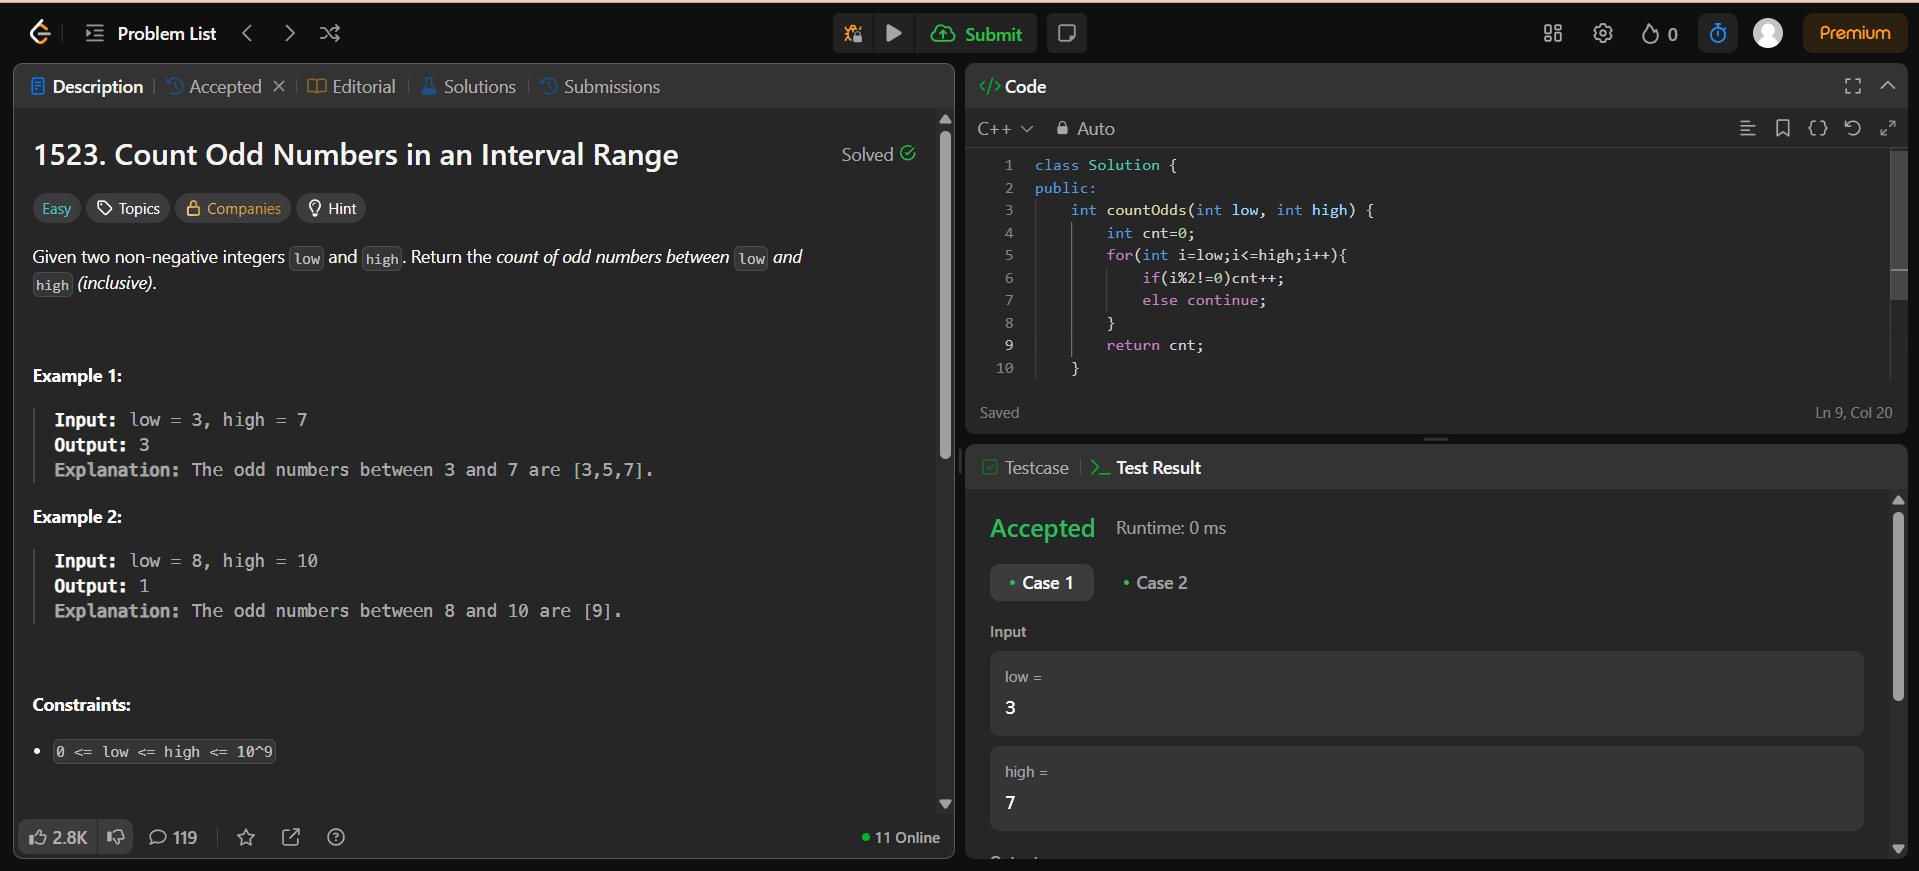 Problem List
Submit
0
Premium
Description
Accepted
Editorial
Solutions
Submissions
1523. Count Odd Numbers in an Interval Range
Solved
Easy
Topics
Companies
Hint
Given two non-negative integers low and high. Return the count of odd numbers between low and
high (inclusive).
Example 1:
Input: low = 3, high = 7
Output: 3
Explanation: The odd numbers between 3 and 7 are [3,5,7].
Example 2:
Input: low = 8, high = 10
Output: 1
Explanation: The odd numbers between 8 and 10 are [9].
Constraints:
• 0 <= low <= high <= 10^9
2.8K
119
11 Online
</> Code
C++
Auto
1 class Solution {
2 public:
3 int countOdds(int low, int high) {
4 int cnt=0;
5 for(int i=low;i<=high;i++){
6 if(i%2!=0)cnt++;
7 else continue;
8 }
9 return cnt;
10 }
Saved
Ln 9, Col 20
Testcase
Test Result
Accepted
Runtime: 0 ms
• Case 1
• Case 2
Input
low =
3
high =
7